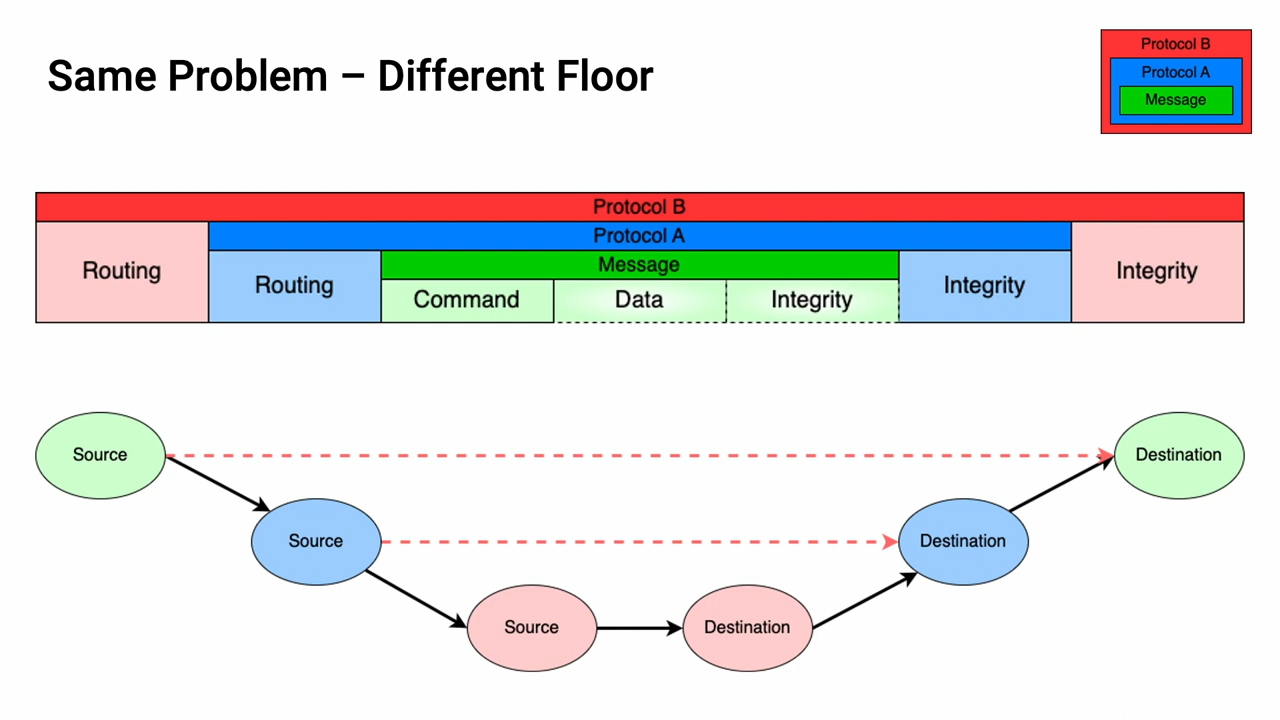 Same Problem – Different Floor
Protocol B
Protocol A
Message
Protocol B
Protocol A
Message
Routing
Routing
Command
Data
Integrity
Integrity
Integrity
Source
Destination
Source
Destination
Source
Destination